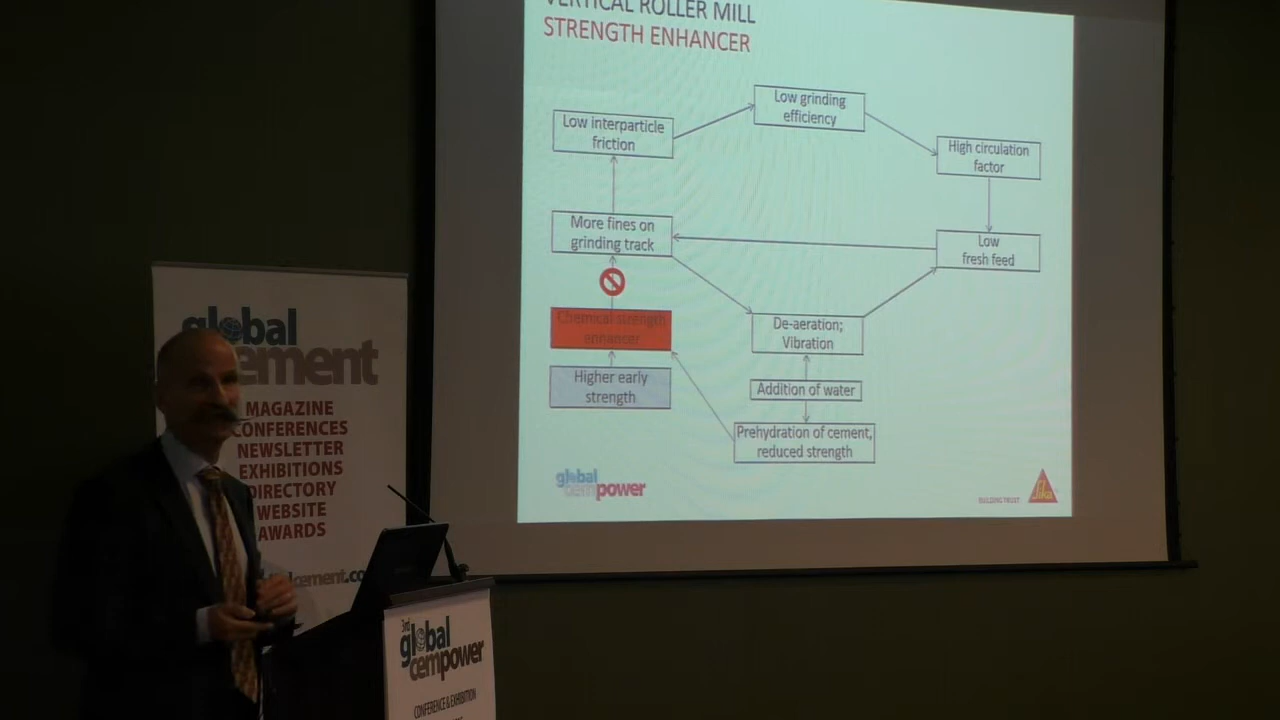 VERTICAL ROLLER MILL
STRENGTH ENHANCER
Low grinding
efficiency
Low interparticle
friction
High circulation
factor
More fines on
grinding track
Low
fresh feed
Chemical strength
enhancer
De-aeration;
Vibration
Higher early
strength
Addition of water
Prehydration of cement,
reduced strength
global
cempower
BUILDING TRUST
Sika
global
cement
MAGAZINE
CONFERENCES
NEWSLETTER
EXHIBITIONS
DIRECTORY
WEBSITE
AWARDS
3rd
global
cempower
CONFERENCE & EXHIBITION